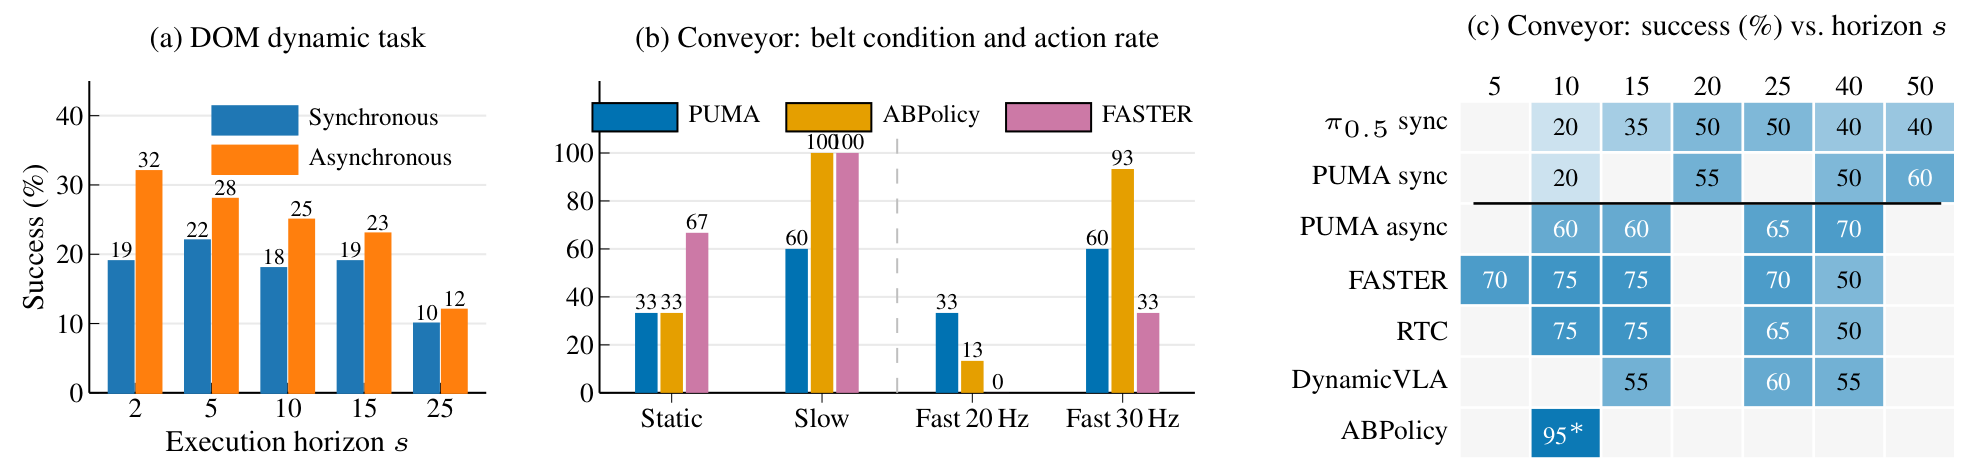 (a) DOM dynamic task
Success (%)
40
30
20
10
0
Synchronous
Asynchronous
19
32
22
28
18
25
19
23
10
12
2 5 10 15 25
Execution horizon s
(b) Conveyor: belt condition and action rate
PUMA ABPolicy FASTER
100
80
60
40
20
0
33
33
67
60
100
100
33
13
0
60
93
33
Static Slow Fast 20 Hz Fast 30 Hz
(c) Conveyor: success (%) vs. horizon s
5 10 15 20 25 40 50
π0.5 sync 20 35 50 50 40 40
PUMA sync 20 55 50 60
PUMA async 60 60 65 70
FASTER 70 75 75 70 50
RTC 75 75 65 50
DynamicVLA 55 60 55
ABPolicy 95*